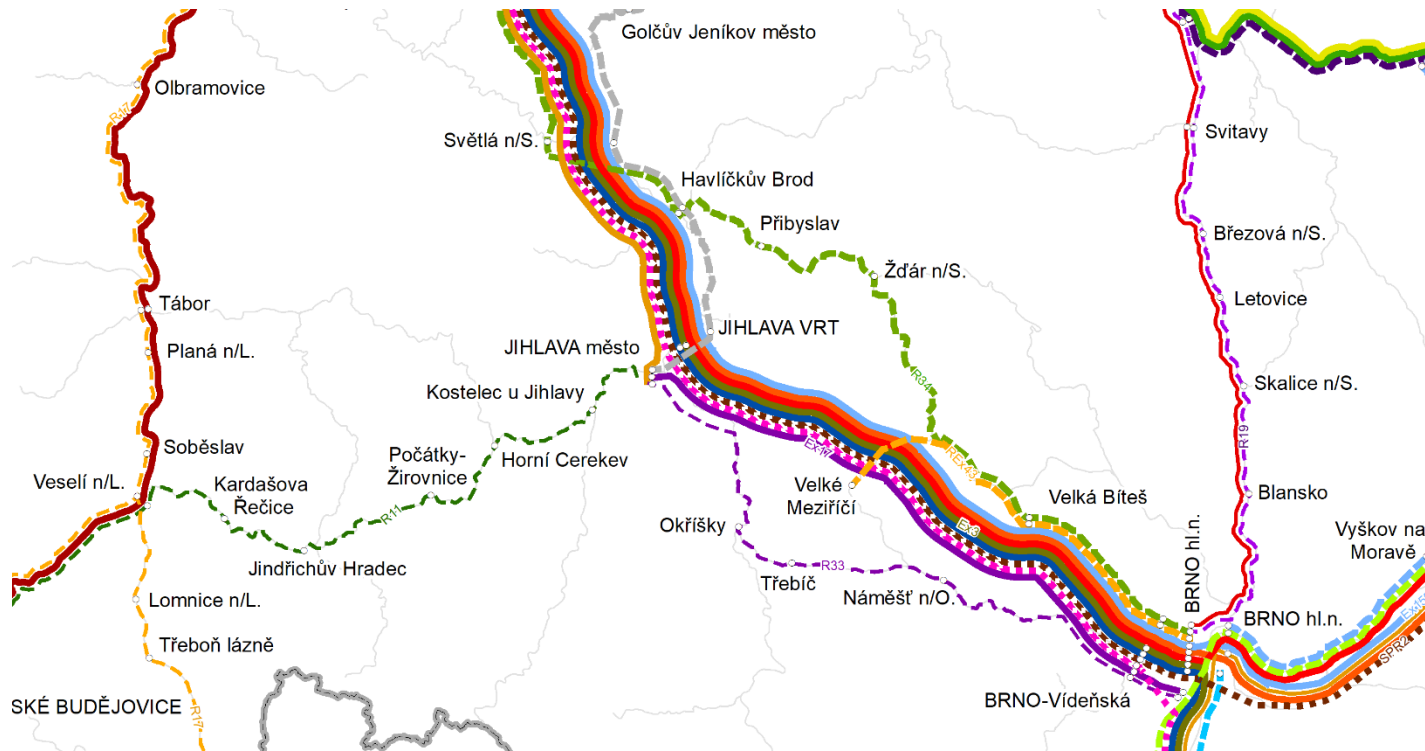 Golčův Jeníkov město
Olbramovice
R17
Světlá n/S.
Svitavy
Havlíčkův Brod
Přibyslav
Březová n/S.
Žďár n/S.
Letovice
Tábor
JIHLAVA VRT
Planá n/L.
JIHLAVA město
R34
Skalice n/S.
Kostelec u Jihlavy
R19
Soběslav
Počátky-
Žirovnice
Horní Cerekev
Ex17
REx43
Veselí n/L.
Kardašova
Řečice
Velké
Meziříčí
Velká Bíteš
Blansko
R11
Okříšky
Ex3
Vyškov na
Moravě
Jindřichův Hradec
Třebíč
R33
Náměšť n/O.
BRNO hl.n.
Lomnice n/L.
BRNO hl.n.
Třeboň lázně
SPR2
BRNO-Vídeňská
SKÉ BUDĚJOVICE
R17